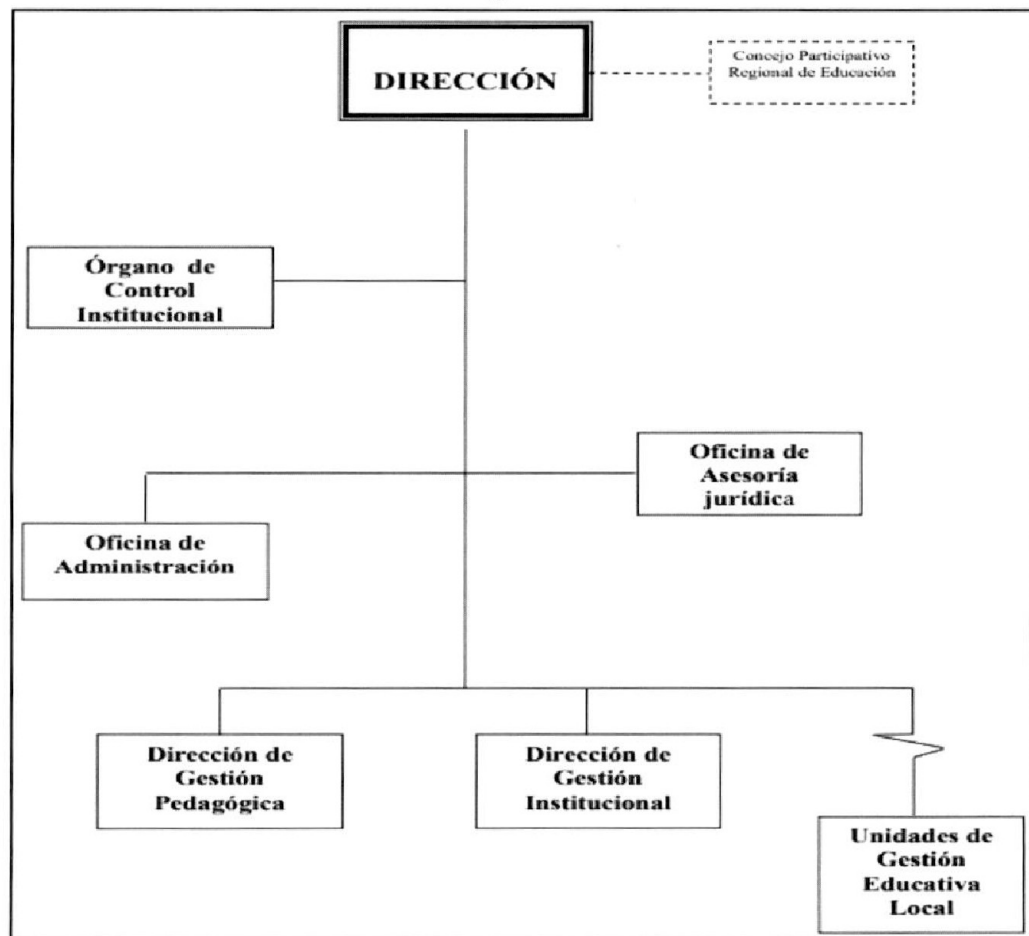 DIRECCIÓN
Concejo Participativo
Regional de Educación
Órgano de
Control
Institucional
Oficina de
Asesoría
jurídica
Oficina de
Administración
Dirección de
Gestión
Pedagógica
Dirección de
Gestión
Institucional
Unidades de
Gestión
Educativa
Local